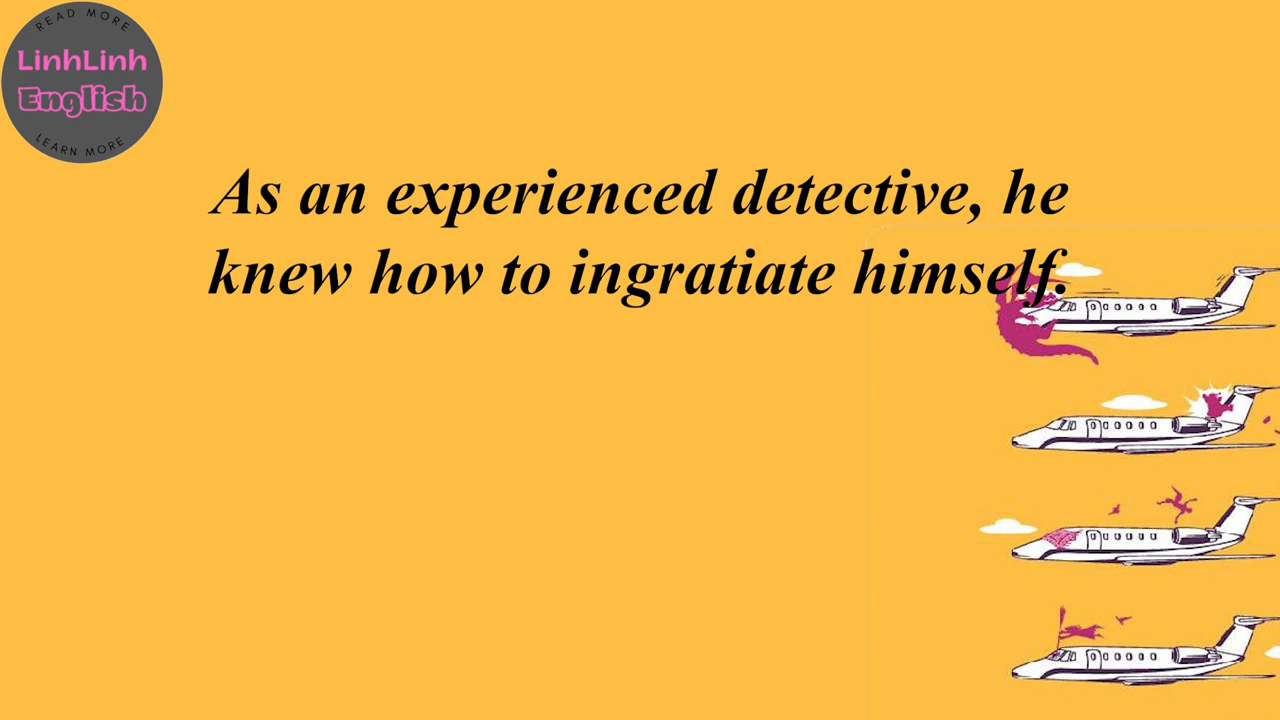 READ MORE
LinhLinh
English
LEARN MORE
As an experienced detective, he
knew how to ingratiate himself.